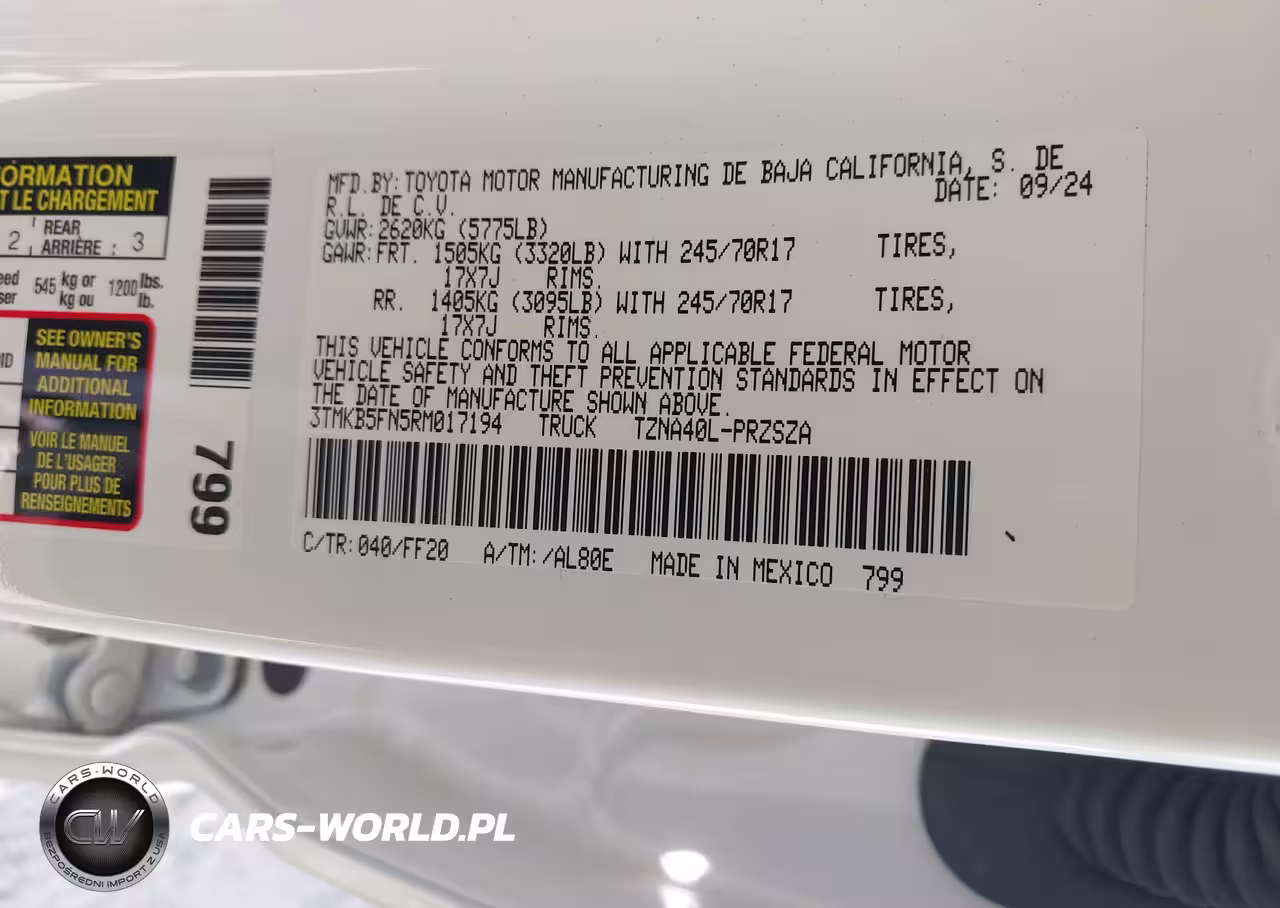 ORMATION
T LE CHARGEMENT
2 REAR
ARRIÈRE : 3
545 kg or
kg ou
1200 lbs.
lb.
SEE OWNER'S
MANUAL FOR
ADDITIONAL
INFORMATION
VOIR LE MANUEL
DE L'USAGER
POUR PLUS DE
RENSEIGNEMENTS
799
MFD.BY:TOYOTA MOTOR MANUFACTURING DE BAJA CALIFORNIA, S. DE
R.L. DE C.V. DATE: 09/24
GVWR:2620KG (5775LB)
GAWR:FRT. 1505KG (3320LB) WITH 245/70R17 TIRES,
17X7J RIMS.
RR. 1405KG (3095LB) WITH 245/70R17 TIRES,
17X7J RIMS.
THIS VEHICLE CONFORMS TO ALL APPLICABLE FEDERAL MOTOR
VEHICLE SAFETY AND THEFT PREVENTION STANDARDS IN EFFECT ON
THE DATE OF MANUFACTURE SHOWN ABOVE.
3TMKB5FN5RM017194 TRUCK TZNA40L-PRZSZA
C/TR:040/FF20 A/TM:/AL80E MADE IN MEXICO 799
CARS-WORLD
CW
BEZPOŚREDNI IMPORT Z USA
CARS-WORLD.PL